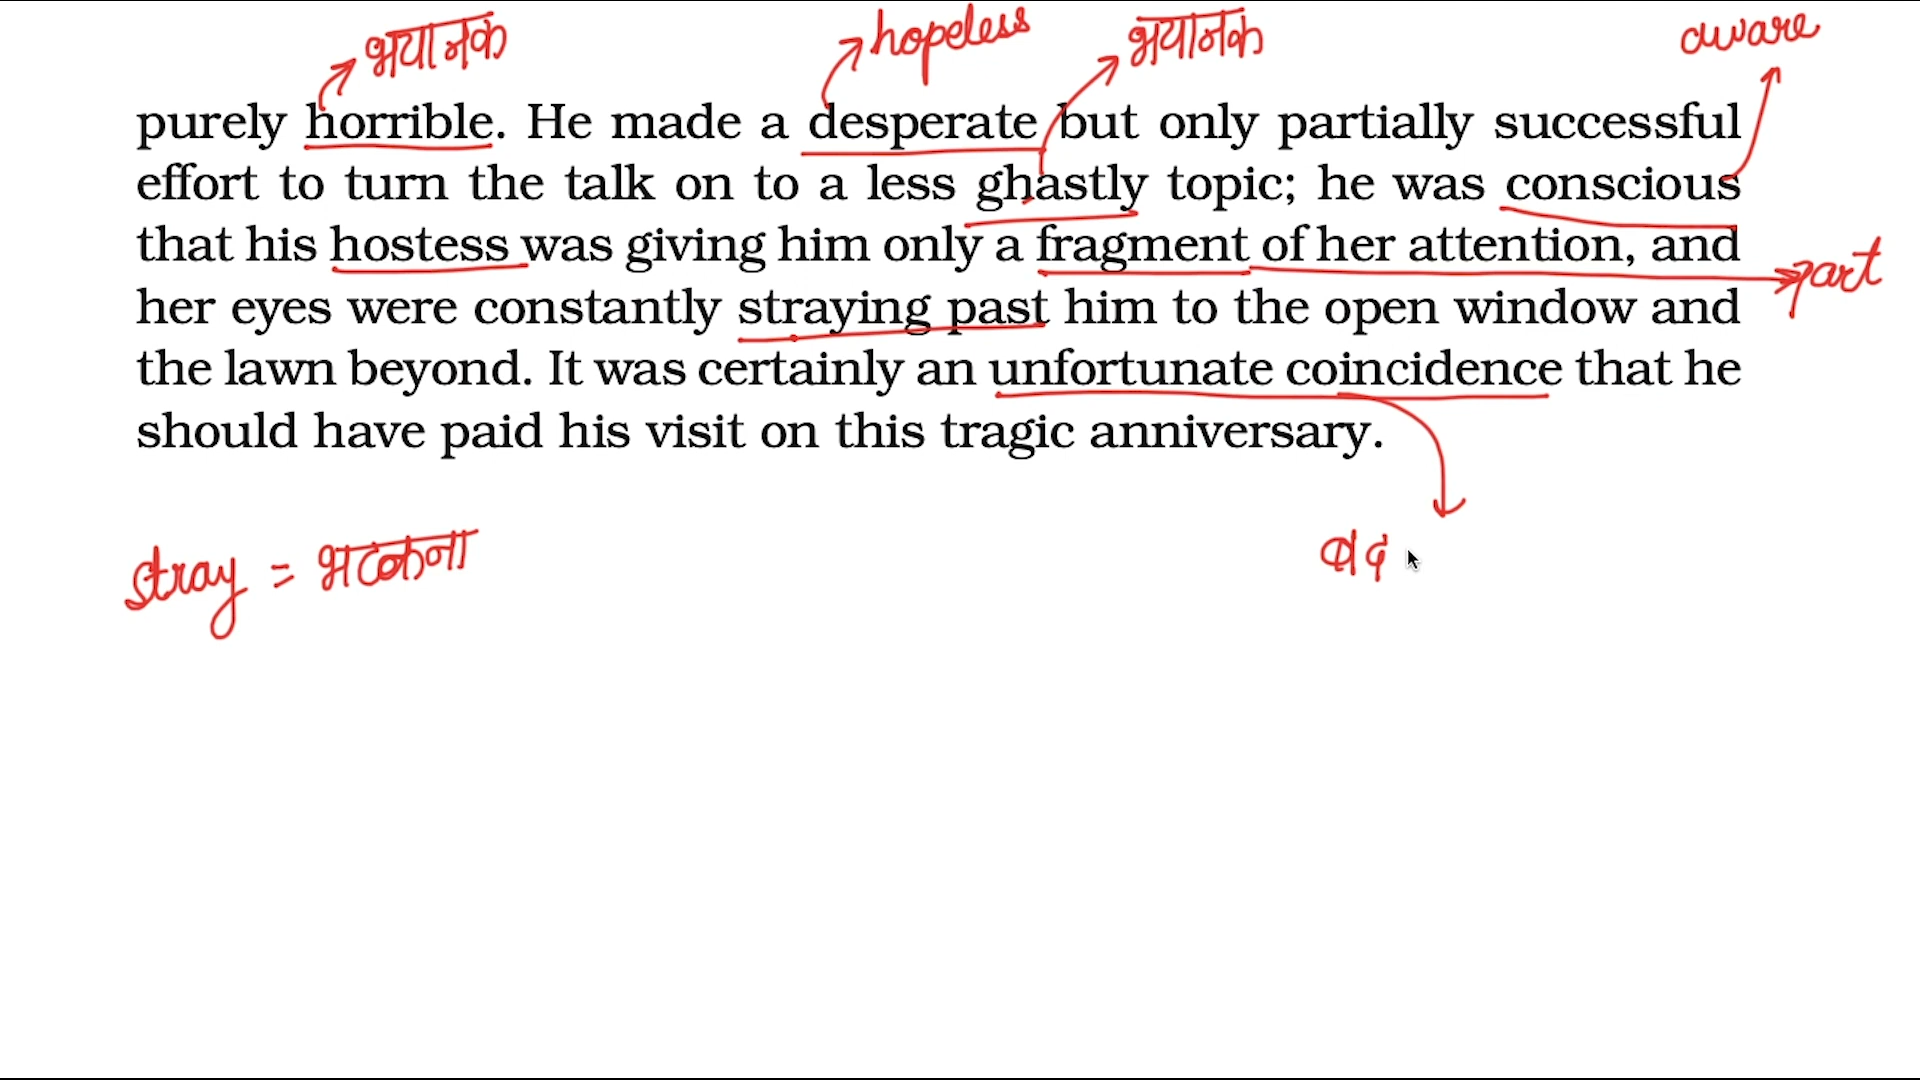 भयानक hopeless भयानक aware
purely horrible. He made a desperate but only partially successful
effort to turn the talk on to a less ghastly topic; he was conscious
that his hostess was giving him only a fragment of her attention, and
part
her eyes were constantly straying past him to the open window and
the lawn beyond. It was certainly an unfortunate coincidence that he
should have paid his visit on this tragic anniversary.
stray = भटकना बद